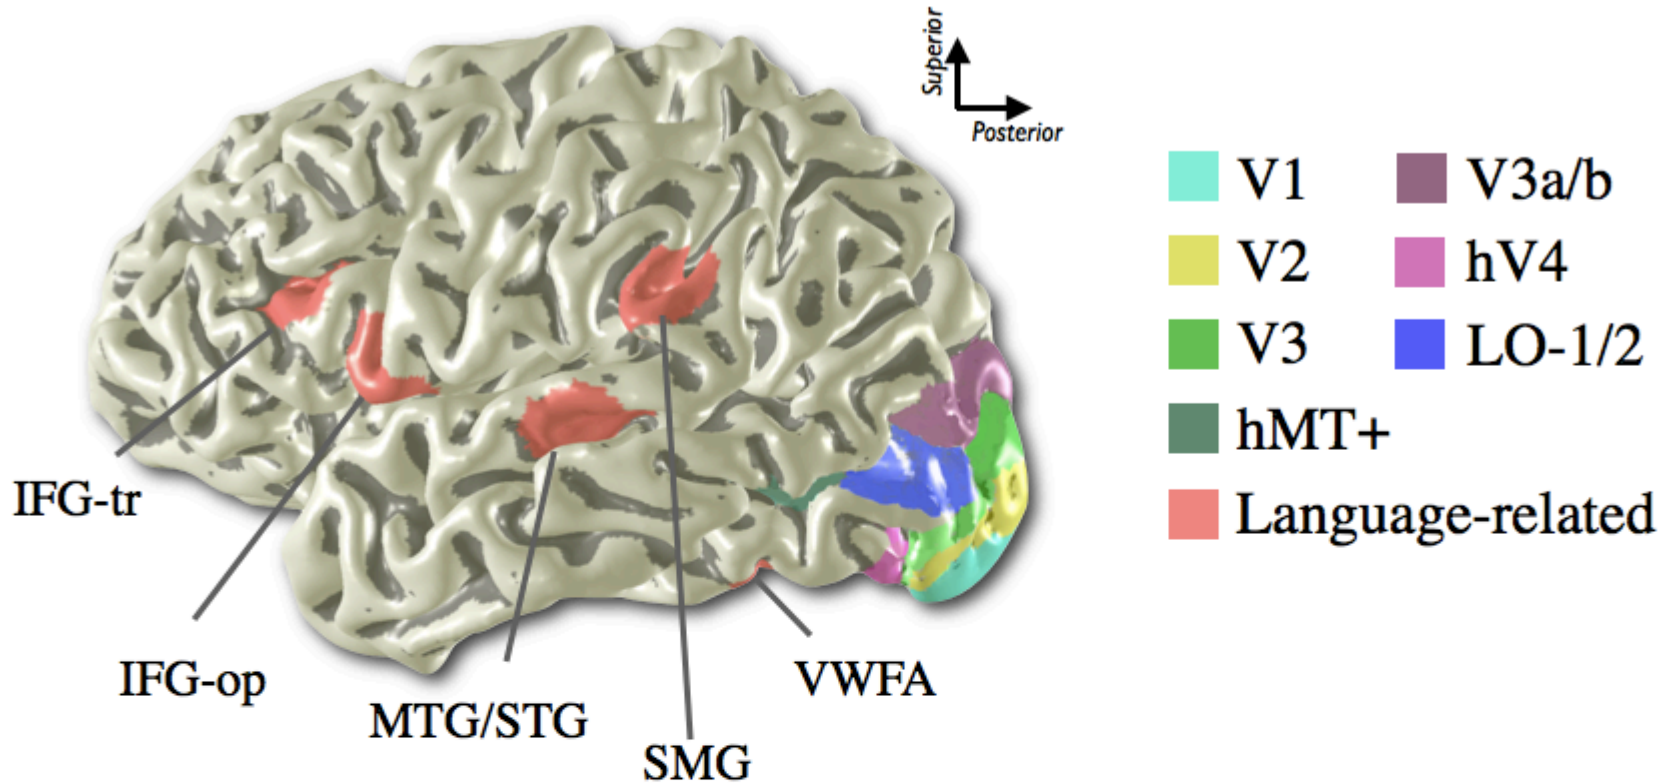 Superior
Posterior
V1
V3a/b
V2
hV4
V3
LO-1/2
hMT+
Language-related
IFG-tr
IFG-op
MTG/STG
SMG
VWFA